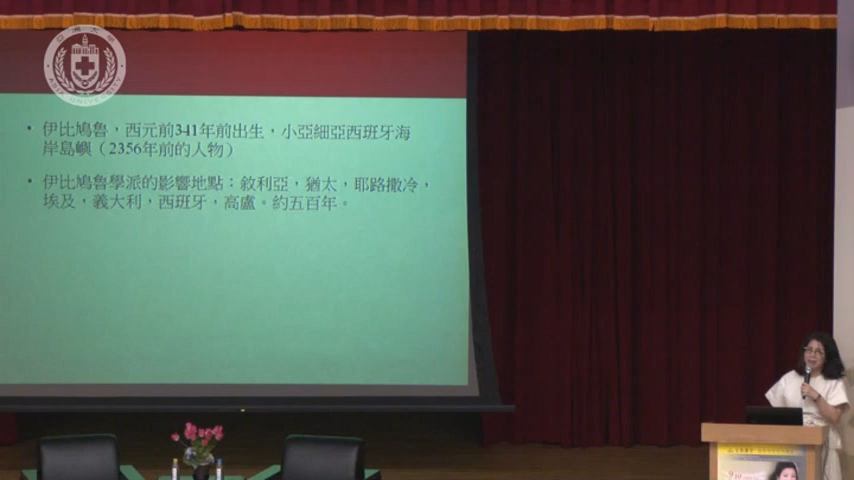 ASIA UNIVERSITY
• 伊比鳩魯，西元前341年前出生，小亞細亞西班牙海
岸島嶼（2356年前的人物）
• 伊比鳩魯學派的影響地點：敘利亞，猶太，耶路撒冷，
埃及，義大利，西班牙，高盧。約五百年。